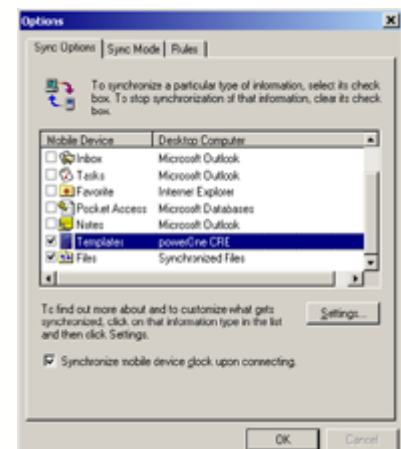 Options
Sync Options Sync Mode Rules
To synchronize a particular type of information, select its check
box. To stop synchronization of that information, clear its check
box.
Mobile Device Desktop Computer
Inbox Microsoft Outlook
Tasks Microsoft Outlook
Favorite Internet Explorer
Pocket Access Microsoft Databases
Notes Microsoft Outlook
Templates powerOne CRE
Files Synchronized Files
To find out more about and to customize what gets
synchronized, click on that information type in the list
and then click Settings.
Settings...
Synchronize mobile device clock upon connecting.
OK Cancel